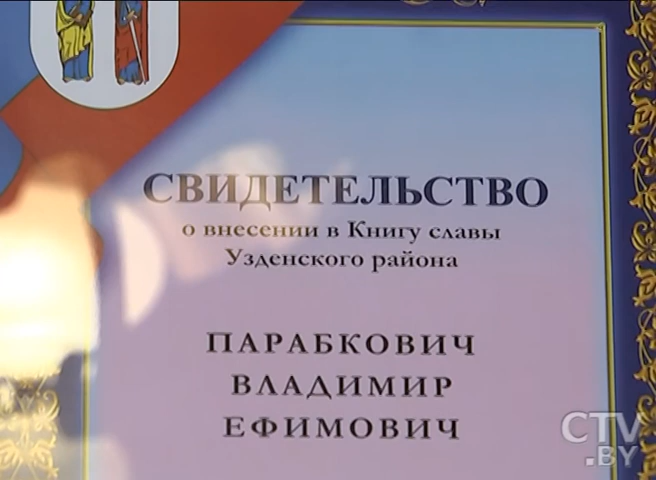 СВИДЕТЕЛЬСТВО
о внесении в Книгу славы
Узденского района
ПАРАБКОВИЧ
ВЛАДИМИР
ЕФИМОВИЧ
CTV
.BY